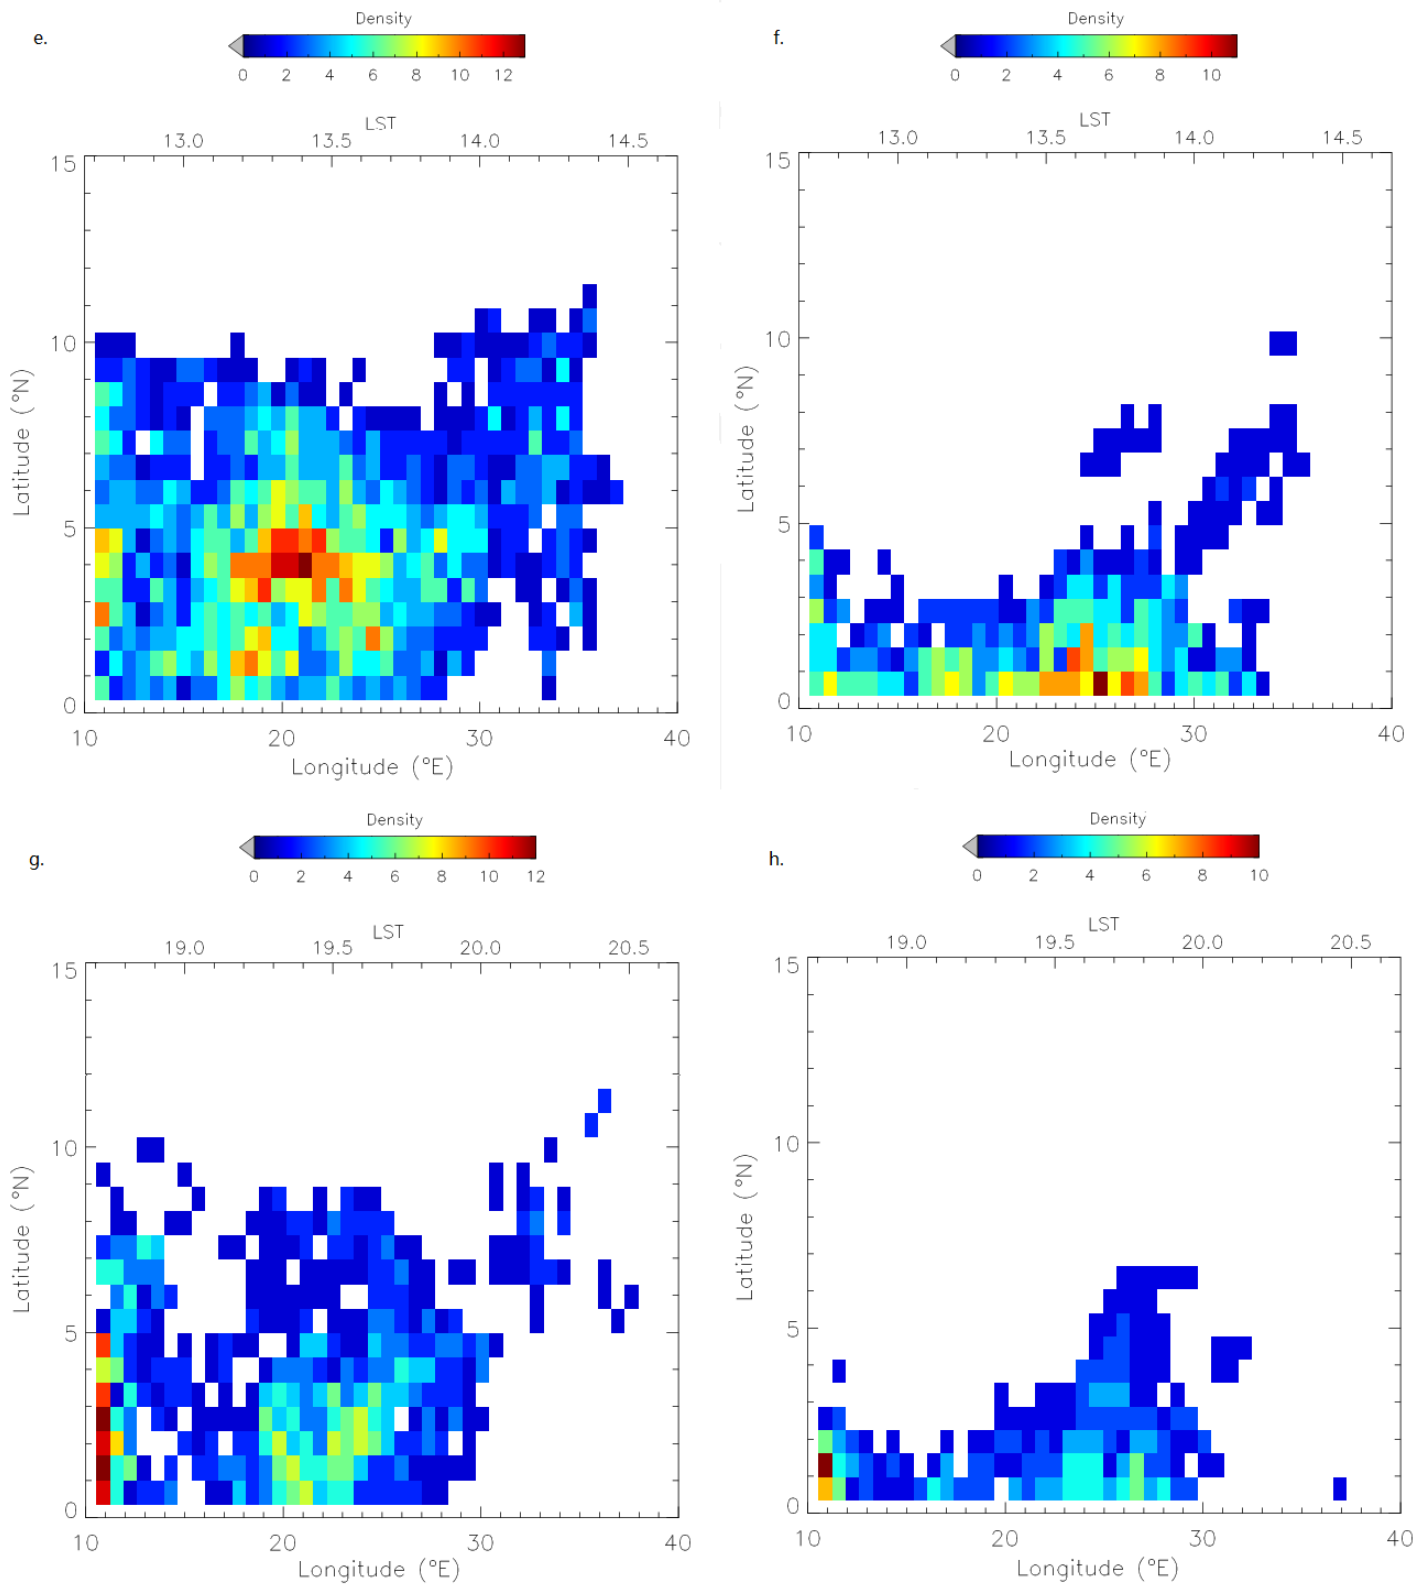 e.
Density
0 2 4 6 8 10 12
LST
13.0 13.5 14.0 14.5
15
10
5
0
Latitude (°N)
10 20 30 40
Longitude (°E)
f.
Density
0 2 4 6 8 10
LST
13.0 13.5 14.0 14.5
15
10
5
0
Latitude (°N)
10 20 30 40
Longitude (°E)
g.
Density
0 2 4 6 8 10 12
LST
19.0 19.5 20.0 20.5
15
10
5
0
Latitude (°N)
10 20 30 40
Longitude (°E)
h.
Density
0 2 4 6 8 10
LST
19.0 19.5 20.0 20.5
15
10
5
0
Latitude (°N)
10 20 30 40
Longitude (°E)